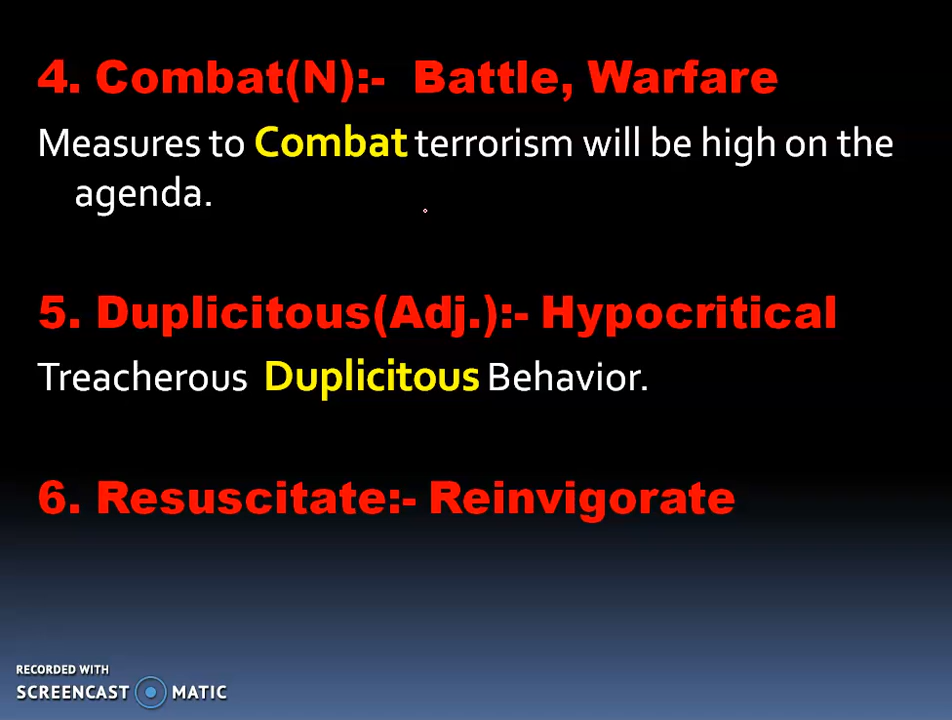 4. Combat(N):- Battle, Warfare
Measures to Combat terrorism will be high on the
agenda.
5. Duplicitous(Adj.):- Hypocritical
Treacherous Duplicitous Behavior.
6. Resuscitate:- Reinvigorate
RECORDED WITH
SCREENCAST MATIC